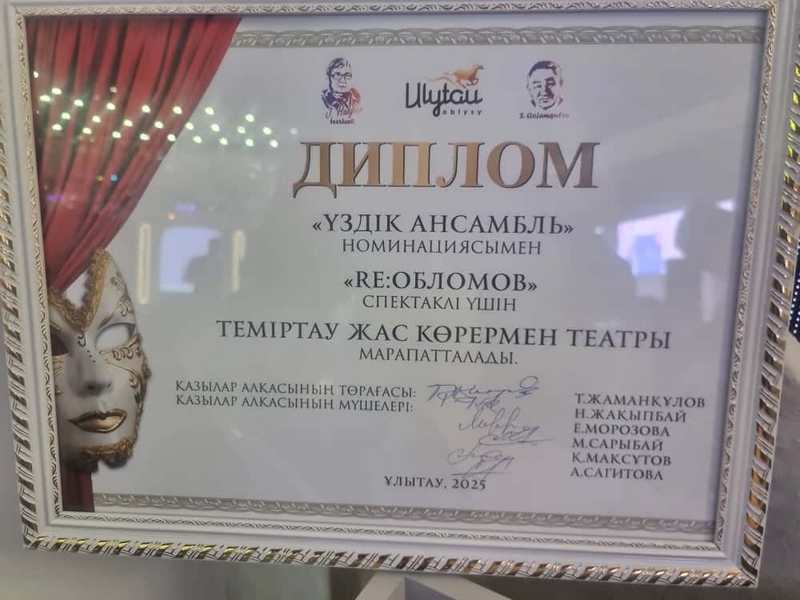 Ulytau
oblysy
ДИПЛОМ
«ҮЗДІК АНСАМБЛЬ»
НОМИНАЦИЯСЫМЕН
«RE:ОБЛОМОВ»
СПЕКТАКЛІ ҮШІН
ТЕМІРТАУ ЖАС КӨРЕРМЕН ТЕАТРЫ
МАРАПАТТАЛАДЫ.
ҚАЗЫЛАР АЛҚАСЫНЫҢ ТӨРАҒАСЫ: Т.ЖАМАНҚҰЛОВ
ҚАЗЫЛАР АЛҚАСЫНЫҢ МҮШЕЛЕРІ: Н.ЖАҚЫПБАЙ
Е.МОРОЗОВА
М.САРЫБАЙ
Қ.МАҚСҰТОВ
А.САГИТОВА
ҰЛЫТАУ, 2025